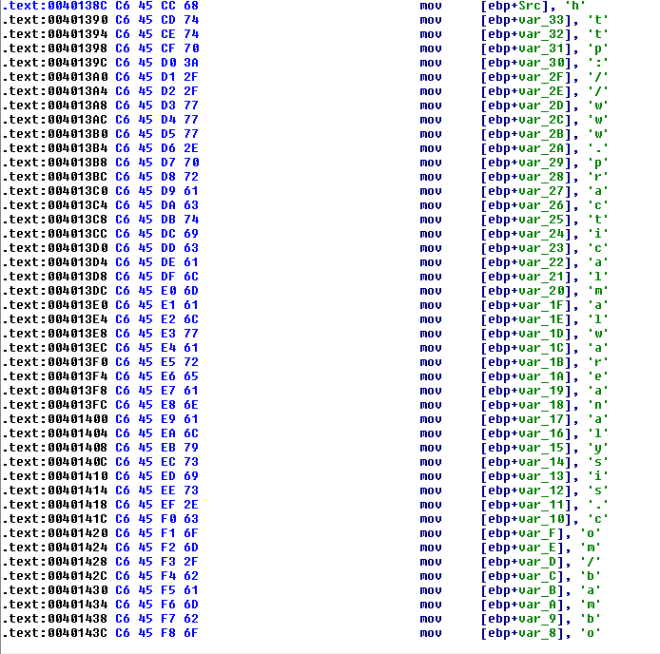 .text:0040138C C6 45 CC 68 mov [ebp+Src], 'h'
.text:00401390 C6 45 CD 74 mov [ebp+var_33], 't'
.text:00401394 C6 45 CE 74 mov [ebp+var_32], 't'
.text:00401398 C6 45 CF 70 mov [ebp+var_31], 'p'
.text:0040139C C6 45 D0 3A mov [ebp+var_30], ':'
.text:004013A0 C6 45 D1 2F mov [ebp+var_2F], '/'
.text:004013A4 C6 45 D2 2F mov [ebp+var_2E], '/'
.text:004013A8 C6 45 D3 77 mov [ebp+var_2D], 'w'
.text:004013AC C6 45 D4 77 mov [ebp+var_2C], 'w'
.text:004013B0 C6 45 D5 77 mov [ebp+var_2B], 'w'
.text:004013B4 C6 45 D6 2E mov [ebp+var_2A], '.'
.text:004013B8 C6 45 D7 70 mov [ebp+var_29], 'p'
.text:004013BC C6 45 D8 72 mov [ebp+var_28], 'r'
.text:004013C0 C6 45 D9 61 mov [ebp+var_27], 'a'
.text:004013C4 C6 45 DA 63 mov [ebp+var_26], 'c'
.text:004013C8 C6 45 DB 74 mov [ebp+var_25], 't'
.text:004013CC C6 45 DC 69 mov [ebp+var_24], 'i'
.text:004013D0 C6 45 DD 63 mov [ebp+var_23], 'c'
.text:004013D4 C6 45 DE 61 mov [ebp+var_22], 'a'
.text:004013D8 C6 45 DF 6C mov [ebp+var_21], 'l'
.text:004013DC C6 45 E0 6D mov [ebp+var_20], 'm'
.text:004013E0 C6 45 E1 61 mov [ebp+var_1F], 'a'
.text:004013E4 C6 45 E2 6C mov [ebp+var_1E], 'l'
.text:004013E8 C6 45 E3 77 mov [ebp+var_1D], 'w'
.text:004013EC C6 45 E4 61 mov [ebp+var_1C], 'a'
.text:004013F0 C6 45 E5 72 mov [ebp+var_1B], 'r'
.text:004013F4 C6 45 E6 65 mov [ebp+var_1A], 'e'
.text:004013F8 C6 45 E7 61 mov [ebp+var_19], 'a'
.text:004013FC C6 45 E8 6E mov [ebp+var_18], 'n'
.text:00401400 C6 45 E9 61 mov [ebp+var_17], 'a'
.text:00401404 C6 45 EA 6C mov [ebp+var_16], 'l'
.text:00401408 C6 45 EB 79 mov [ebp+var_15], 'y'
.text:0040140C C6 45 EC 73 mov [ebp+var_14], 's'
.text:00401410 C6 45 ED 69 mov [ebp+var_13], 'i'
.text:00401414 C6 45 EE 73 mov [ebp+var_12], 's'
.text:00401418 C6 45 EF 2E mov [ebp+var_11], '.'
.text:0040141C C6 45 F0 63 mov [ebp+var_10], 'c'
.text:00401420 C6 45 F1 6F mov [ebp+var_F], 'o'
.text:00401424 C6 45 F2 6D mov [ebp+var_E], 'm'
.text:00401428 C6 45 F3 2F mov [ebp+var_D], '/'
.text:0040142C C6 45 F4 62 mov [ebp+var_C], 'b'
.text:00401430 C6 45 F5 61 mov [ebp+var_B], 'a'
.text:00401434 C6 45 F6 6D mov [ebp+var_A], 'm'
.text:00401438 C6 45 F7 62 mov [ebp+var_9], 'b'
.text:0040143C C6 45 F8 6F mov [ebp+var_8], 'o'